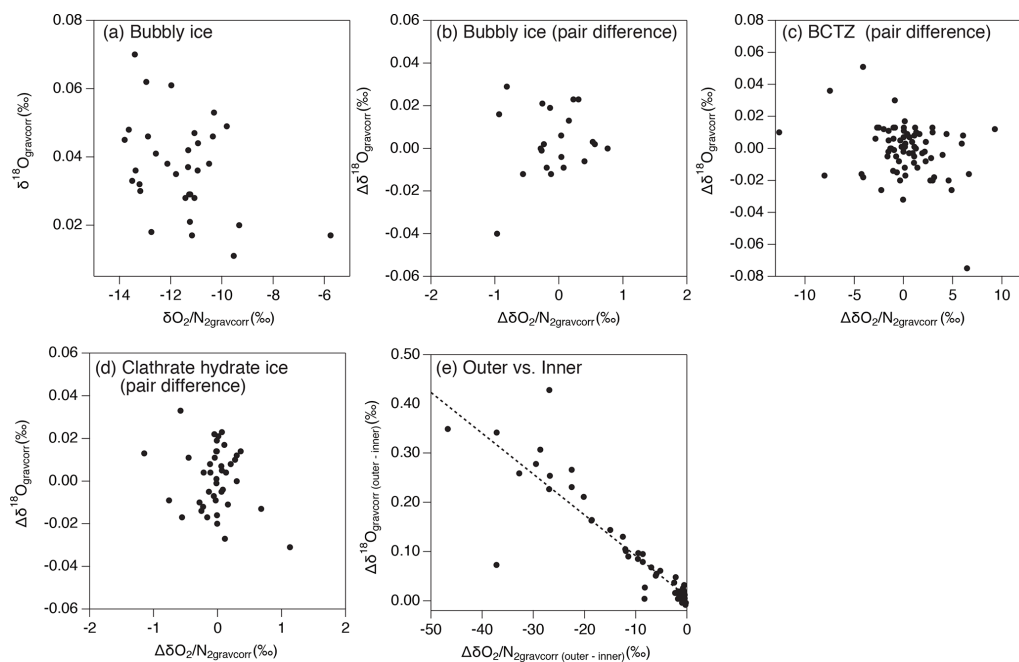 (a) Bubbly ice
0.08
0.06
0.04
0.02
δ¹⁸Ogravcorr(‰)
-14 -12 -10 -8 -6
δO₂/N₂gravcorr(‰)
(b) Bubbly ice (pair difference)
0.06
0.04
0.02
0.00
-0.02
-0.04
-0.06
Δδ¹⁸Ogravcorr(‰)
-2 -1 0 1 2
ΔδO₂/N₂gravcorr(‰)
(c) BCTZ (pair difference)
0.08
0.06
0.04
0.02
0.00
-0.02
-0.04
-0.06
-0.08
Δδ¹⁸Ogravcorr(‰)
-10 -5 0 5 10
ΔδO₂/N₂gravcorr(‰)
(d) Clathrate hydrate ice
(pair difference)
0.06
0.04
0.02
0.00
-0.02
-0.04
-0.06
Δδ¹⁸Ogravcorr(‰)
-2 -1 0 1 2
ΔδO₂/N₂gravcorr(‰)
(e) Outer vs. Inner
0.50
0.40
0.30
0.20
0.10
0.00
Δδ¹⁸Ogravcorr (outer - inner)(‰)
-50 -40 -30 -20 -10 0
ΔδO₂/N₂gravcorr (outer - inner)(‰)